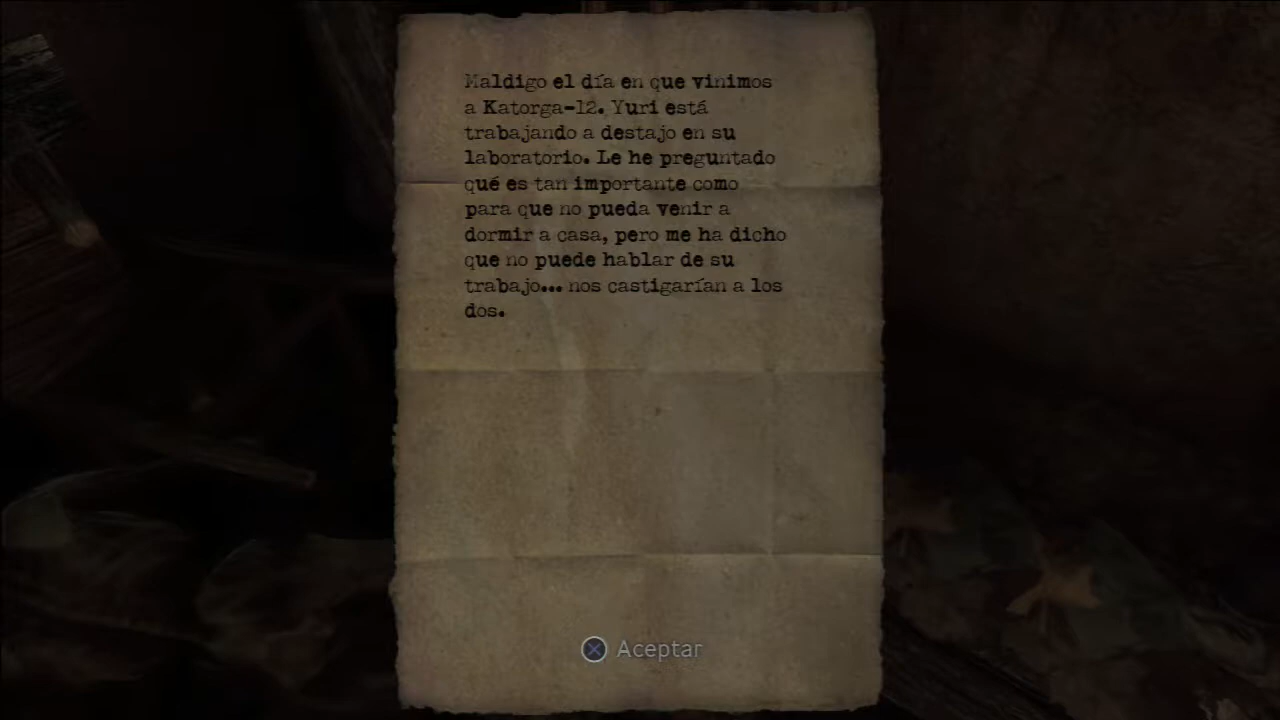 Maldigo el día en que vinimos
a Katorga-12. Yuri está
trabajando a destajo en su
laboratorio. Le he preguntado
qué es tan importante como
para que no pueda venir a
dormir a casa, pero me ha dicho
que no puede hablar de su
trabajo... nos castigarían a los
dos.
Aceptar